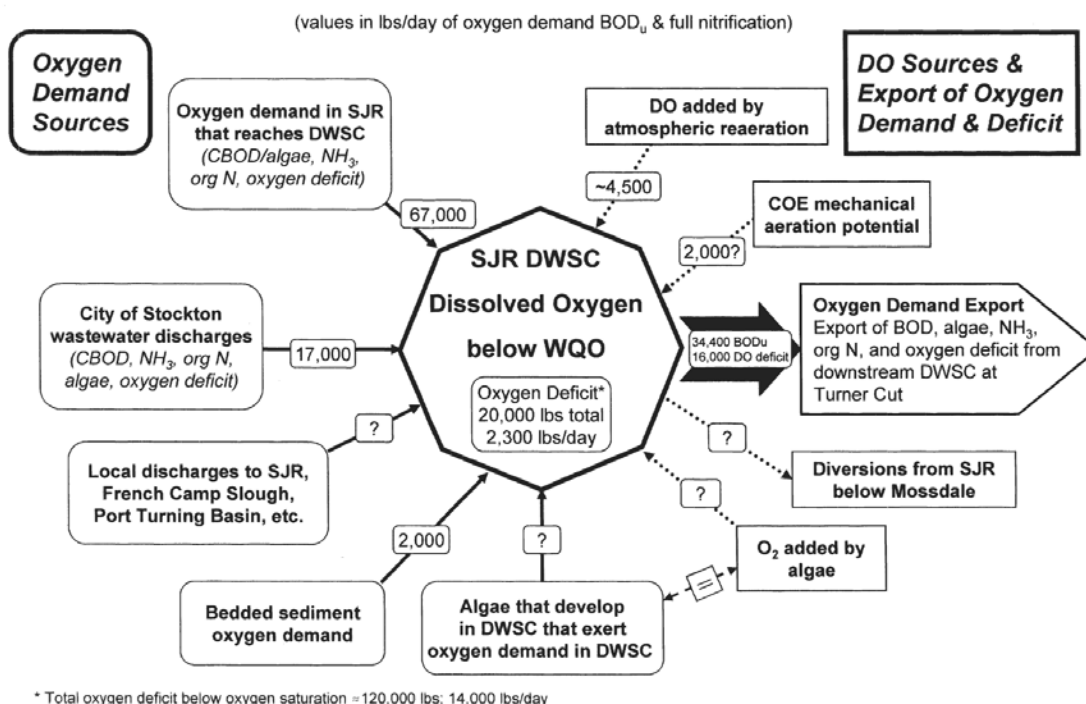 (values in lbs/day of oxygen demand BODu & full nitrification)
Oxygen
Demand
Sources
DO Sources &
Export of Oxygen
Demand & Deficit
Oxygen demand in SJR
that reaches DWSC
(CBOD/algae, NH3,
org N, oxygen deficit)
67,000
DO added by
atmospheric reaeration
~4,500
COE mechanical
aeration potential
2,000?
SJR DWSC
Dissolved Oxygen
below WQO
Oxygen Deficit*
20,000 lbs total
2,300 lbs/day
City of Stockton
wastewater discharges
(CBOD, NH3, org N,
algae, oxygen deficit)
17,000
34,400 BODu
16,000 DO deficit
Oxygen Demand Export
Export of BOD, algae, NH3,
org N, and oxygen deficit from
downstream DWSC at
Turner Cut
?
Local discharges to SJR,
French Camp Slough,
Port Turning Basin, etc.
?
Diversions from SJR
below Mossdale
2,000
Bedded sediment
oxygen demand
?
Algae that develop
in DWSC that exert
oxygen demand in DWSC
?
O2 added by
algae
=
* Total oxygen deficit below oxygen saturation ≈120,000 lbs; 14,000 lbs/day